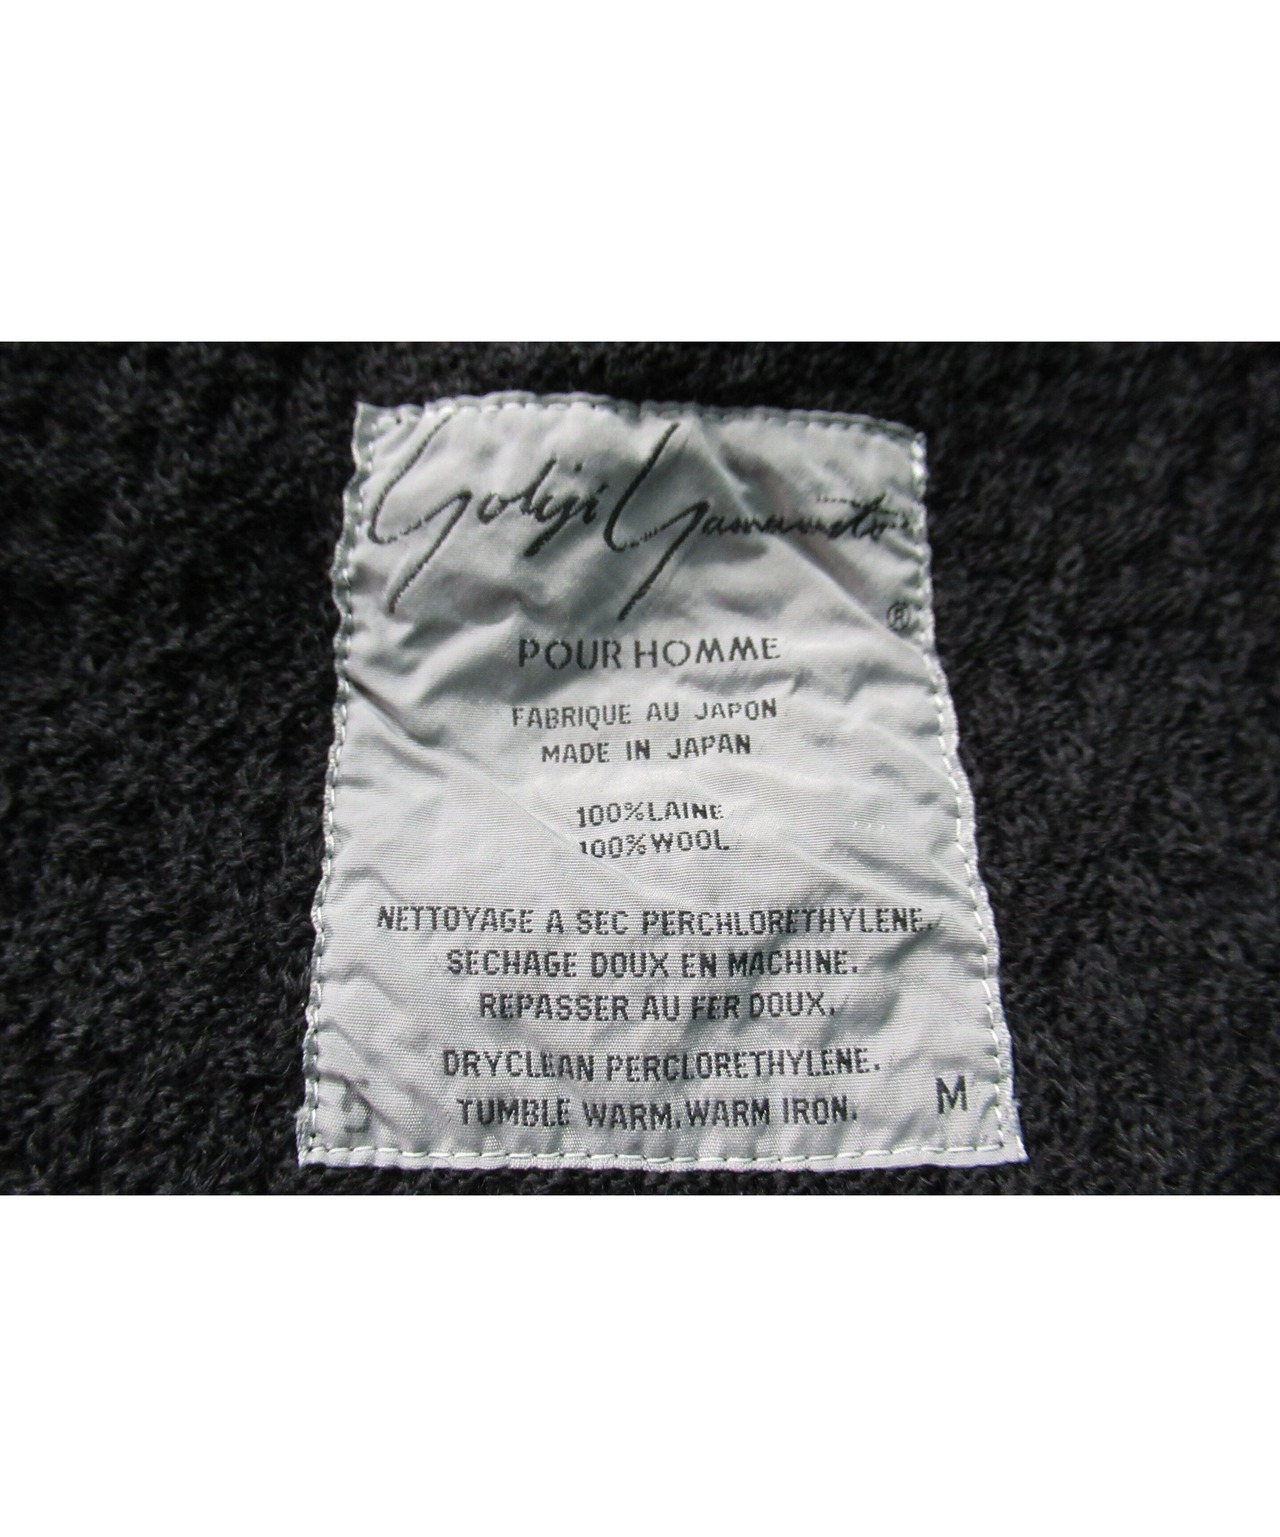 Yohji Yamamoto
®
POUR HOMME
FABRIQUE AU JAPON
MADE IN JAPAN
100%LAINE
100%WOOL
NETTOYAGE A SEC PERCHLORETHYLENE.
SECHAGE DOUX EN MACHINE.
REPASSER AU FER DOUX.
DRYCLEAN PERCLORETHYLENE.
TUMBLE WARM.WARM IRON.
M